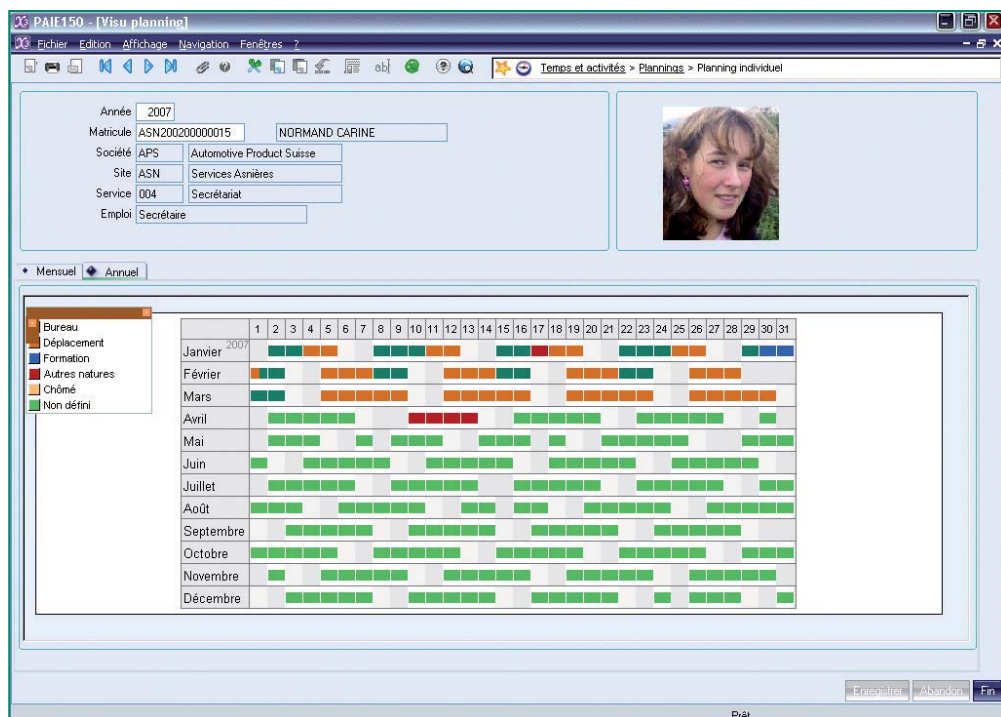 PAIE150 - [Visu planning]
Fichier Edition Affichage Navigation Fenêtres ?
ab Temps et activités > Plannings > Planning individuel
Année 2007
Matricule ASN200200000015 NORMAND CARINE
Société APS Automotive Product Suisse
Site ASN Services Asnières
Service 004 Secrétariat
Emploi Secrétaire
Mensuel Annuel
Bureau
Déplacement
Formation
Autres natures
Chômé
Non défini
1 2 3 4 5 6 7 8 9 10 11 12 13 14 15 16 17 18 19 20 21 22 23 24 25 26 27 28 29 30 31
Janvier 2007
Février
Mars
Avril
Mai
Juin
Juillet
Août
Septembre
Octobre
Novembre
Décembre
Enregistrer Abandon Fin
Prêt